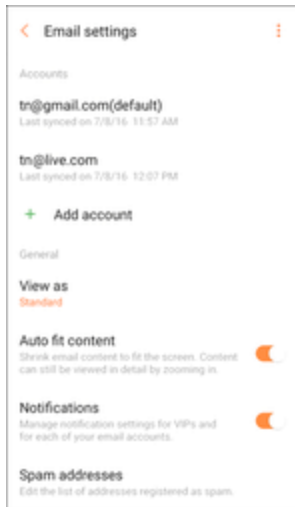 Email settings
Accounts
tn@gmail.com(default)
Last synced on 7/8/16 11:57 AM
tn@live.com
Last synced on 7/8/16 12:07 PM
+ Add account
General
View as
Standard
Auto fit content
Shrink email content to fit the screen. Content
can still be viewed in detail by zooming in.
Notifications
Manage notification settings for VIPs and
for each of your email accounts.
Spam addresses
Edit the list of addresses registered as spam.